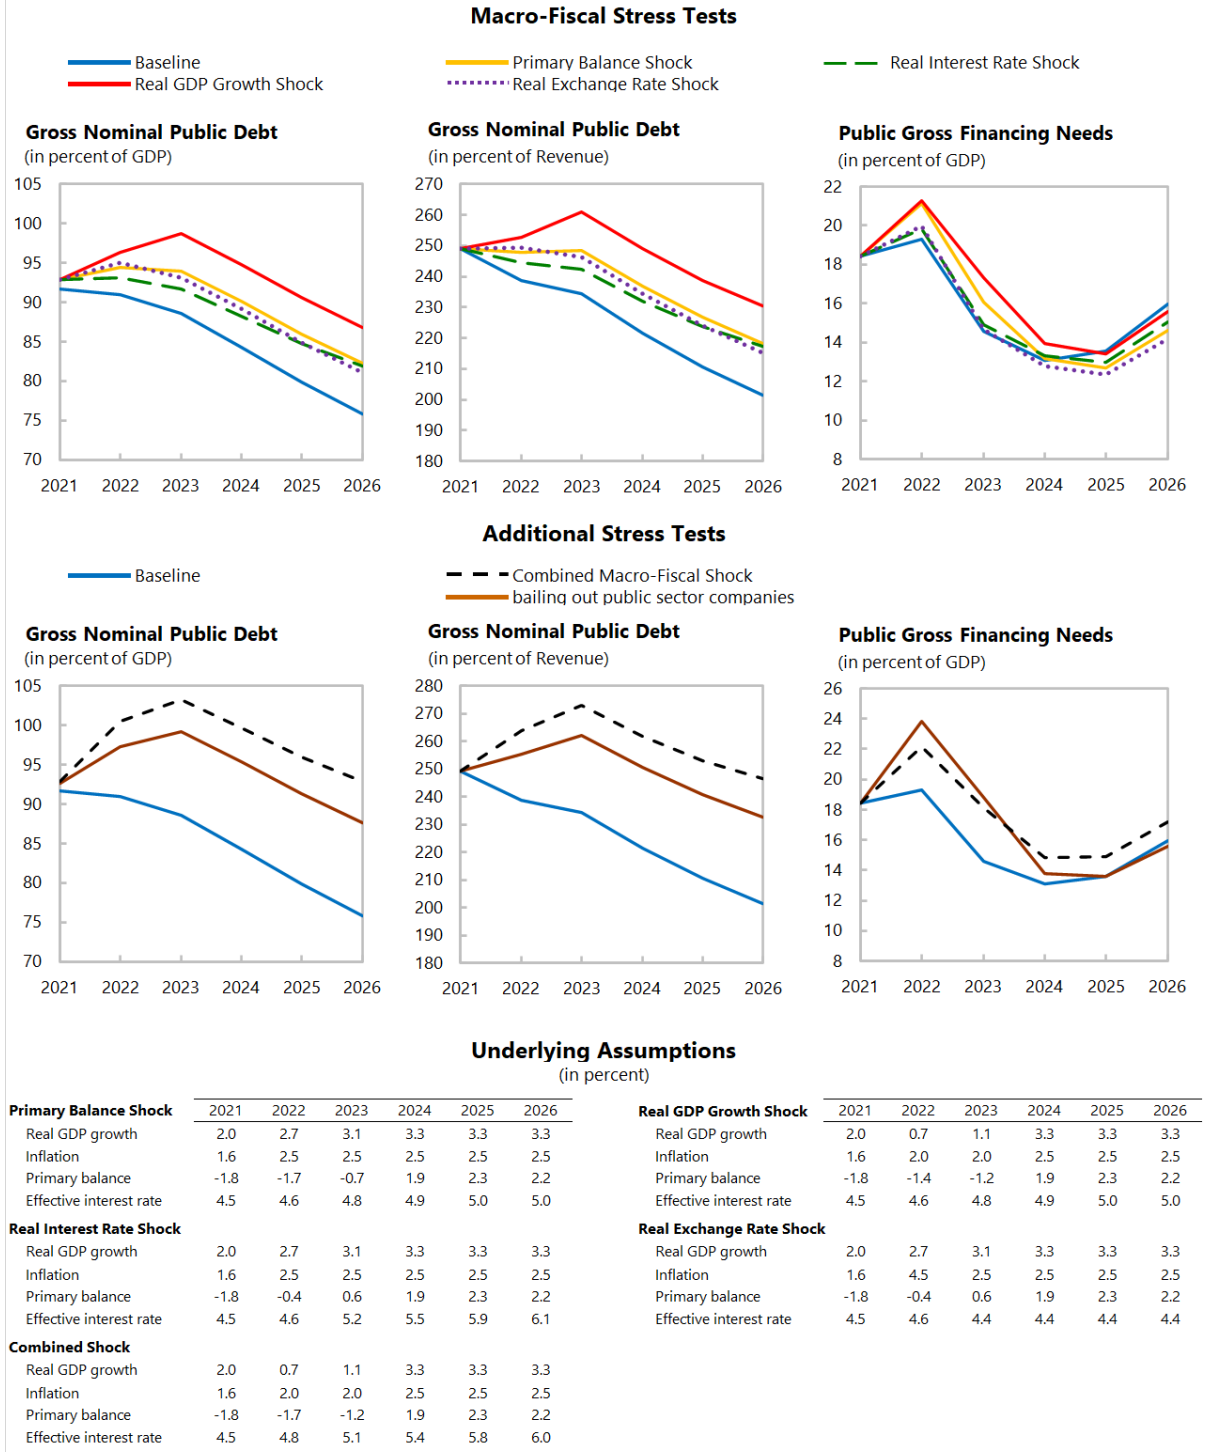 Macro-Fiscal Stress Tests
Baseline
Primary Balance Shock
Real Interest Rate Shock
Real GDP Growth Shock
Real Exchange Rate Shock
Gross Nominal Public Debt
(in percent of GDP)
105
100
95
90
85
80
75
70
2021 2022 2023 2024 2025 2026
Gross Nominal Public Debt
(in percent of Revenue)
270
260
250
240
230
220
210
200
190
180
2021 2022 2023 2024 2025 2026
Public Gross Financing Needs
(in percent of GDP)
22
20
18
16
14
12
10
8
2021 2022 2023 2024 2025 2026
Additional Stress Tests
Baseline
Combined Macro-Fiscal Shock
bailing out public sector companies
Gross Nominal Public Debt
(in percent of GDP)
105
100
95
90
85
80
75
70
2021 2022 2023 2024 2025 2026
Gross Nominal Public Debt
(in percent of Revenue)
280
270
260
250
240
230
220
210
200
190
180
2021 2022 2023 2024 2025 2026
Public Gross Financing Needs
(in percent of GDP)
26
24
22
20
18
16
14
12
10
8
2021 2022 2023 2024 2025 2026
Underlying Assumptions
(in percent)
Primary Balance Shock 2021 2022 2023 2024 2025 2026
Real GDP growth 2.0 2.7 3.1 3.3 3.3 3.3
Inflation 1.6 2.5 2.5 2.5 2.5 2.5
Primary balance -1.8 -1.7 -0.7 1.9 2.3 2.2
Effective interest rate 4.5 4.6 4.8 4.9 5.0 5.0
Real Interest Rate Shock
Real GDP growth 2.0 2.7 3.1 3.3 3.3 3.3
Inflation 1.6 2.5 2.5 2.5 2.5 2.5
Primary balance -1.8 -0.4 0.6 1.9 2.3 2.2
Effective interest rate 4.5 4.6 5.2 5.5 5.9 6.1
Combined Shock
Real GDP growth 2.0 0.7 1.1 3.3 3.3 3.3
Inflation 1.6 2.0 2.0 2.5 2.5 2.5
Primary balance -1.8 -1.7 -1.2 1.9 2.3 2.2
Effective interest rate 4.5 4.8 5.1 5.4 5.8 6.0
Real GDP Growth Shock 2021 2022 2023 2024 2025 2026
Real GDP growth 2.0 0.7 1.1 3.3 3.3 3.3
Inflation 1.6 2.0 2.0 2.5 2.5 2.5
Primary balance -1.8 -1.4 -1.2 1.9 2.3 2.2
Effective interest rate 4.5 4.6 4.8 4.9 5.0 5.0
Real Exchange Rate Shock
Real GDP growth 2.0 2.7 3.1 3.3 3.3 3.3
Inflation 1.6 4.5 2.5 2.5 2.5 2.5
Primary balance -1.8 -0.4 0.6 1.9 2.3 2.2
Effective interest rate 4.5 4.6 4.4 4.4 4.4 4.4